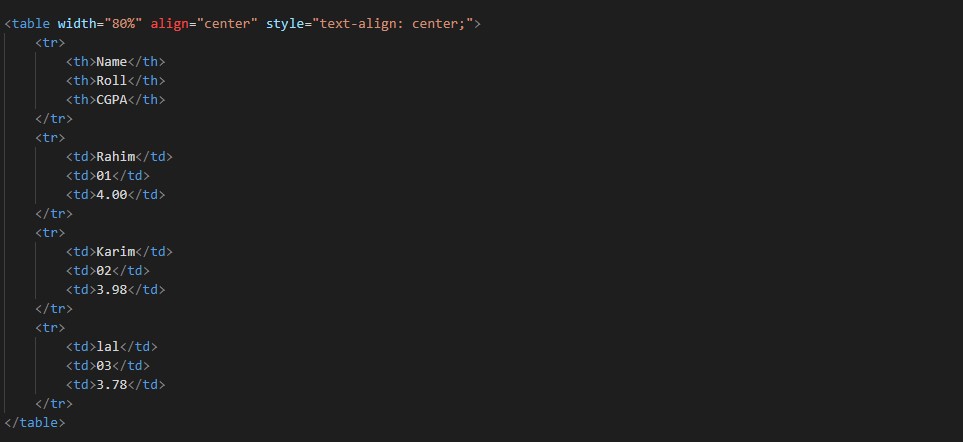 <table width="80%" align="center" style="text-align: center;">
    <tr>
        <th>Name</th>
        <th>Roll</th>
        <th>CGPA</th>
    </tr>
    <tr>
        <td>Rahim</td>
        <td>01</td>
        <td>4.00</td>
    </tr>
    <tr>
        <td>Karim</td>
        <td>02</td>
        <td>3.98</td>
    </tr>
    <tr>
        <td>lal</td>
        <td>03</td>
        <td>3.78</td>
    </tr>
</table>